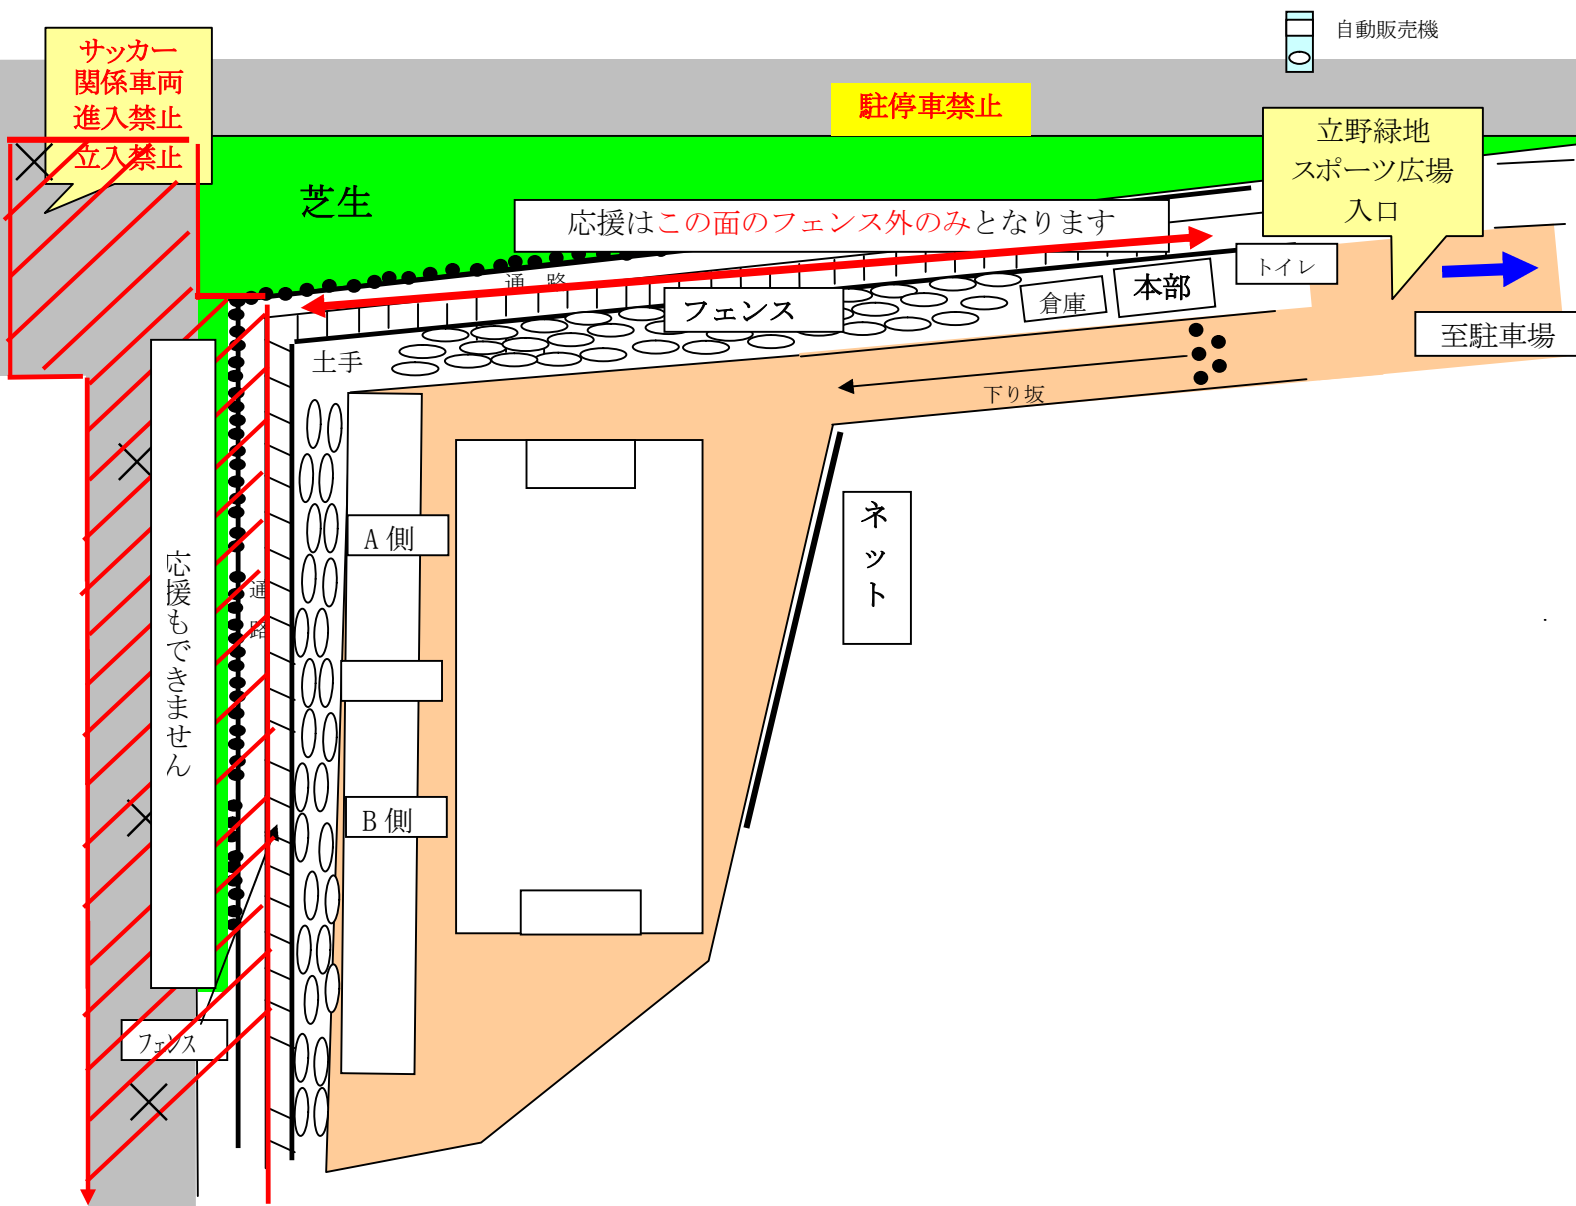 自動販売機
サッカー
関係車両
進入禁止
立入禁止
駐停車禁止
立野緑地
スポーツ広場
入口
芝生
応援はこの面のフェンス外のみとなります
トイレ
通 路
フェンス
倉庫
本部
至駐車場
土手
下り坂
ネット
A側
応援もできません
通路
B側
フェンス